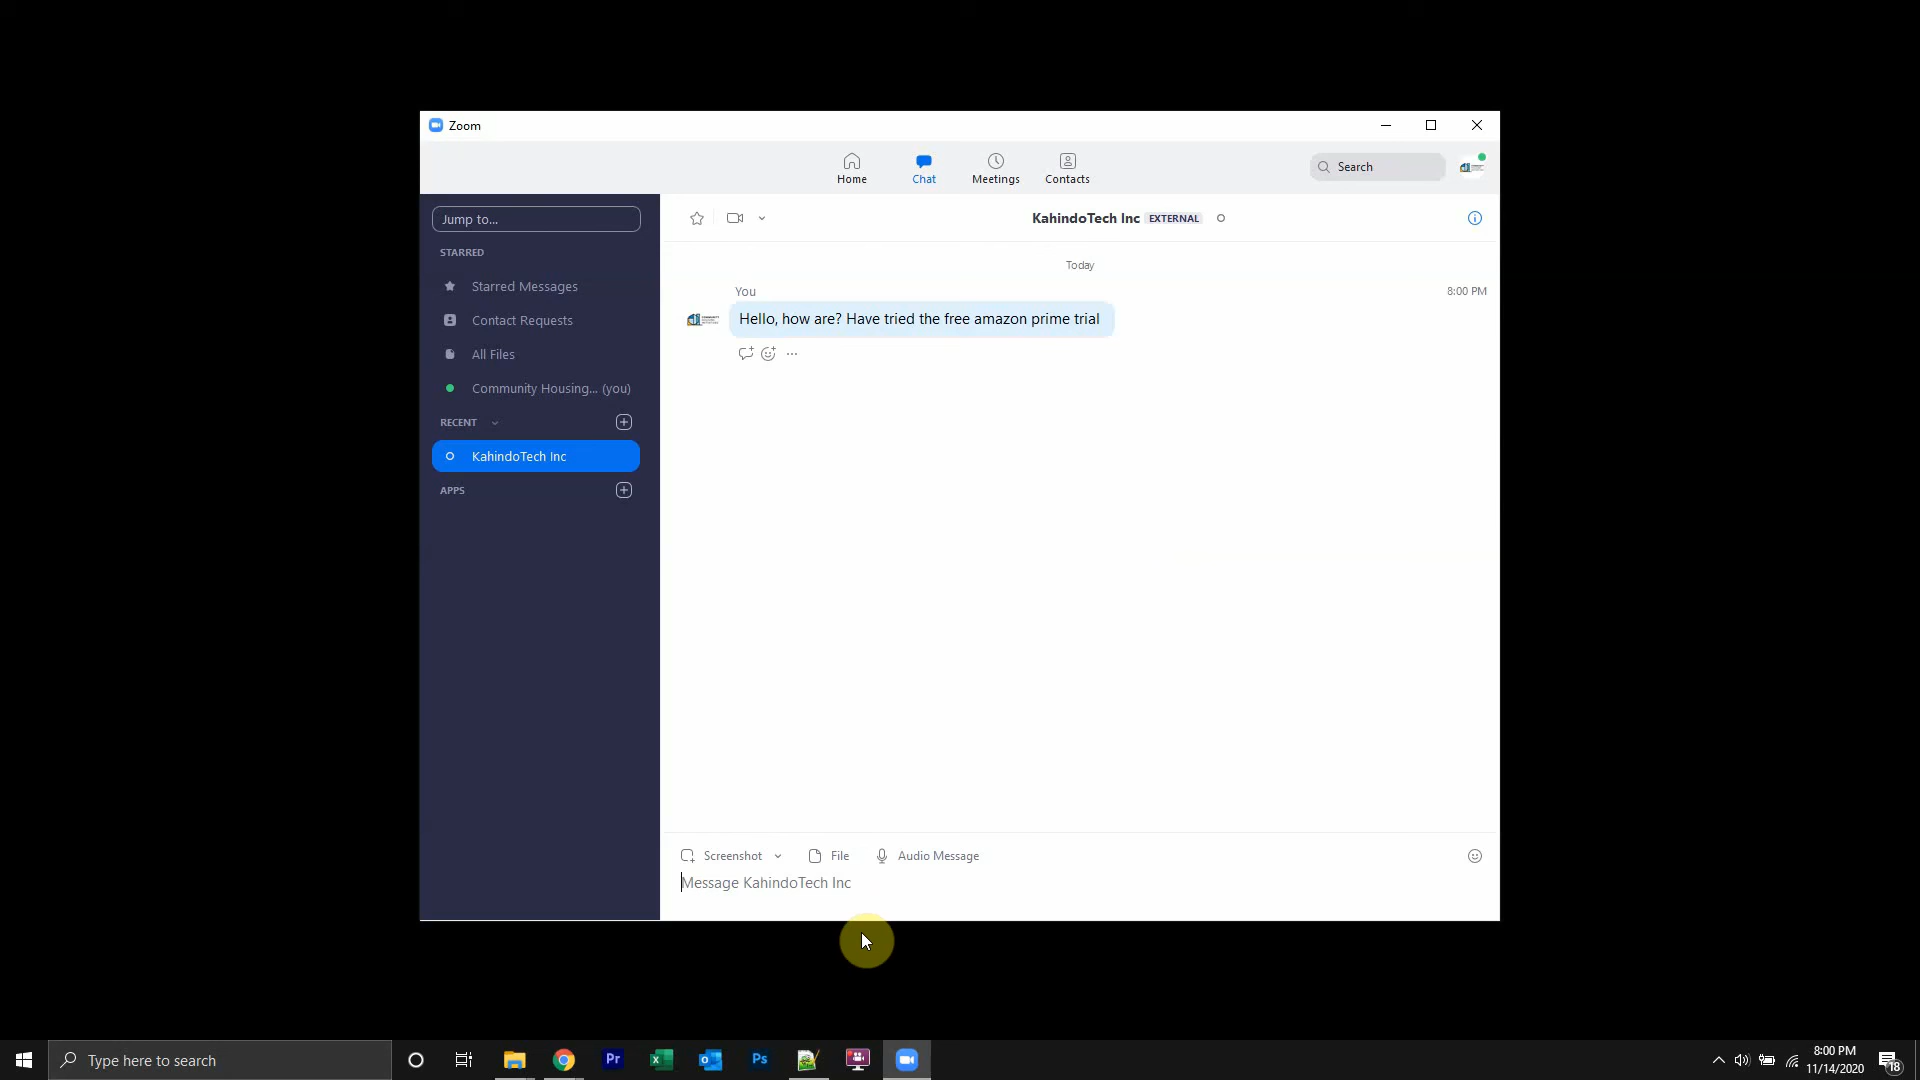 Zoom
Home
Chat
Meetings
Contacts
Search
Jump to...
STARRED
Starred Messages
Contact Requests
All Files
Community Housing... (you)
RECENT
KahindoTech Inc
APPS
KahindoTech Inc EXTERNAL
Today
You
8:00 PM
Hello, how are? Have tried the free amazon prime trial
Screenshot
File
Audio Message
Message KahindoTech Inc
Type here to search
Pr
Ps
8:00 PM
11/14/2020
18